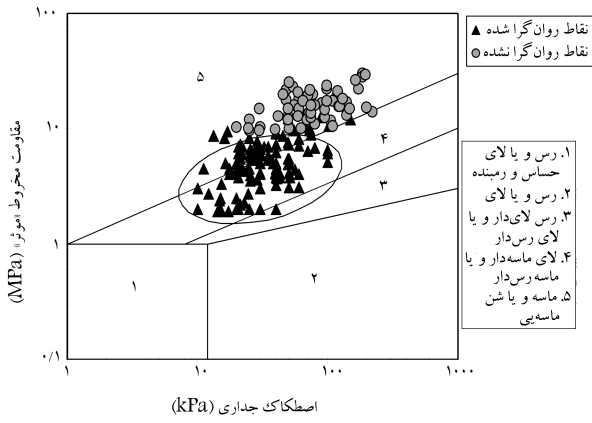 نقاط روان‌گرا شده
نقاط روان‌گرا نشده
۱۰۰
۱۰
۱
۰/۱
مقاومت مخروط «موثر» (MPa)
۵
۴
۳
۲
۱
۱
۱۰
۱۰۰
۱۰۰۰
اصطکاک جداری (kPa)
۱. رس و یا لای
حساس و رمبنده
۲. رس و یا لای
۳. رس لای‌دار و یا
لای رس‌دار
۴. لای ماسه‌دار و یا
ماسه رس‌دار
۵. ماسه و یا شن
ماسه‌یی